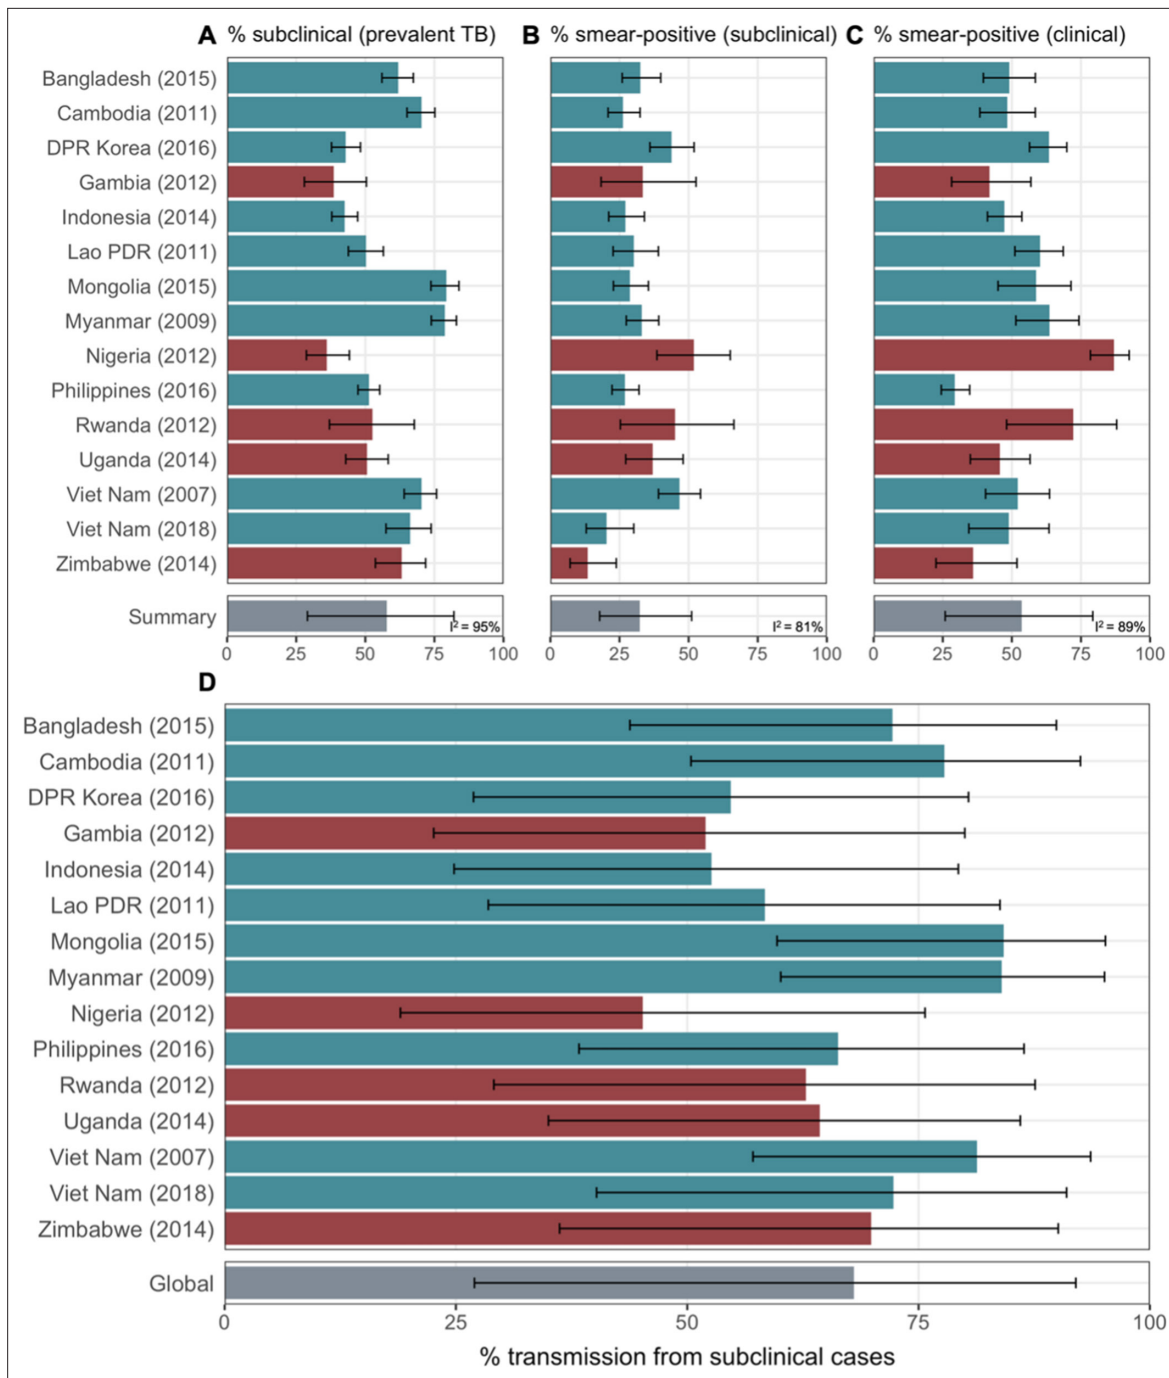 A % subclinical (prevalent TB) B % smear-positive (subclinical) C % smear-positive (clinical)
Bangladesh (2015)
Cambodia (2011)
DPR Korea (2016)
Gambia (2012)
Indonesia (2014)
Lao PDR (2011)
Mongolia (2015)
Myanmar (2009)
Nigeria (2012)
Philippines (2016)
Rwanda (2012)
Uganda (2014)
Viet Nam (2007)
Viet Nam (2018)
Zimbabwe (2014)
Summary I² = 95% I² = 81% I² = 89%
0 25 50 75 100 0 25 50 75 100 0 25 50 75 100
D
Bangladesh (2015)
Cambodia (2011)
DPR Korea (2016)
Gambia (2012)
Indonesia (2014)
Lao PDR (2011)
Mongolia (2015)
Myanmar (2009)
Nigeria (2012)
Philippines (2016)
Rwanda (2012)
Uganda (2014)
Viet Nam (2007)
Viet Nam (2018)
Zimbabwe (2014)
Global
0 25 50 75 100
% transmission from subclinical cases